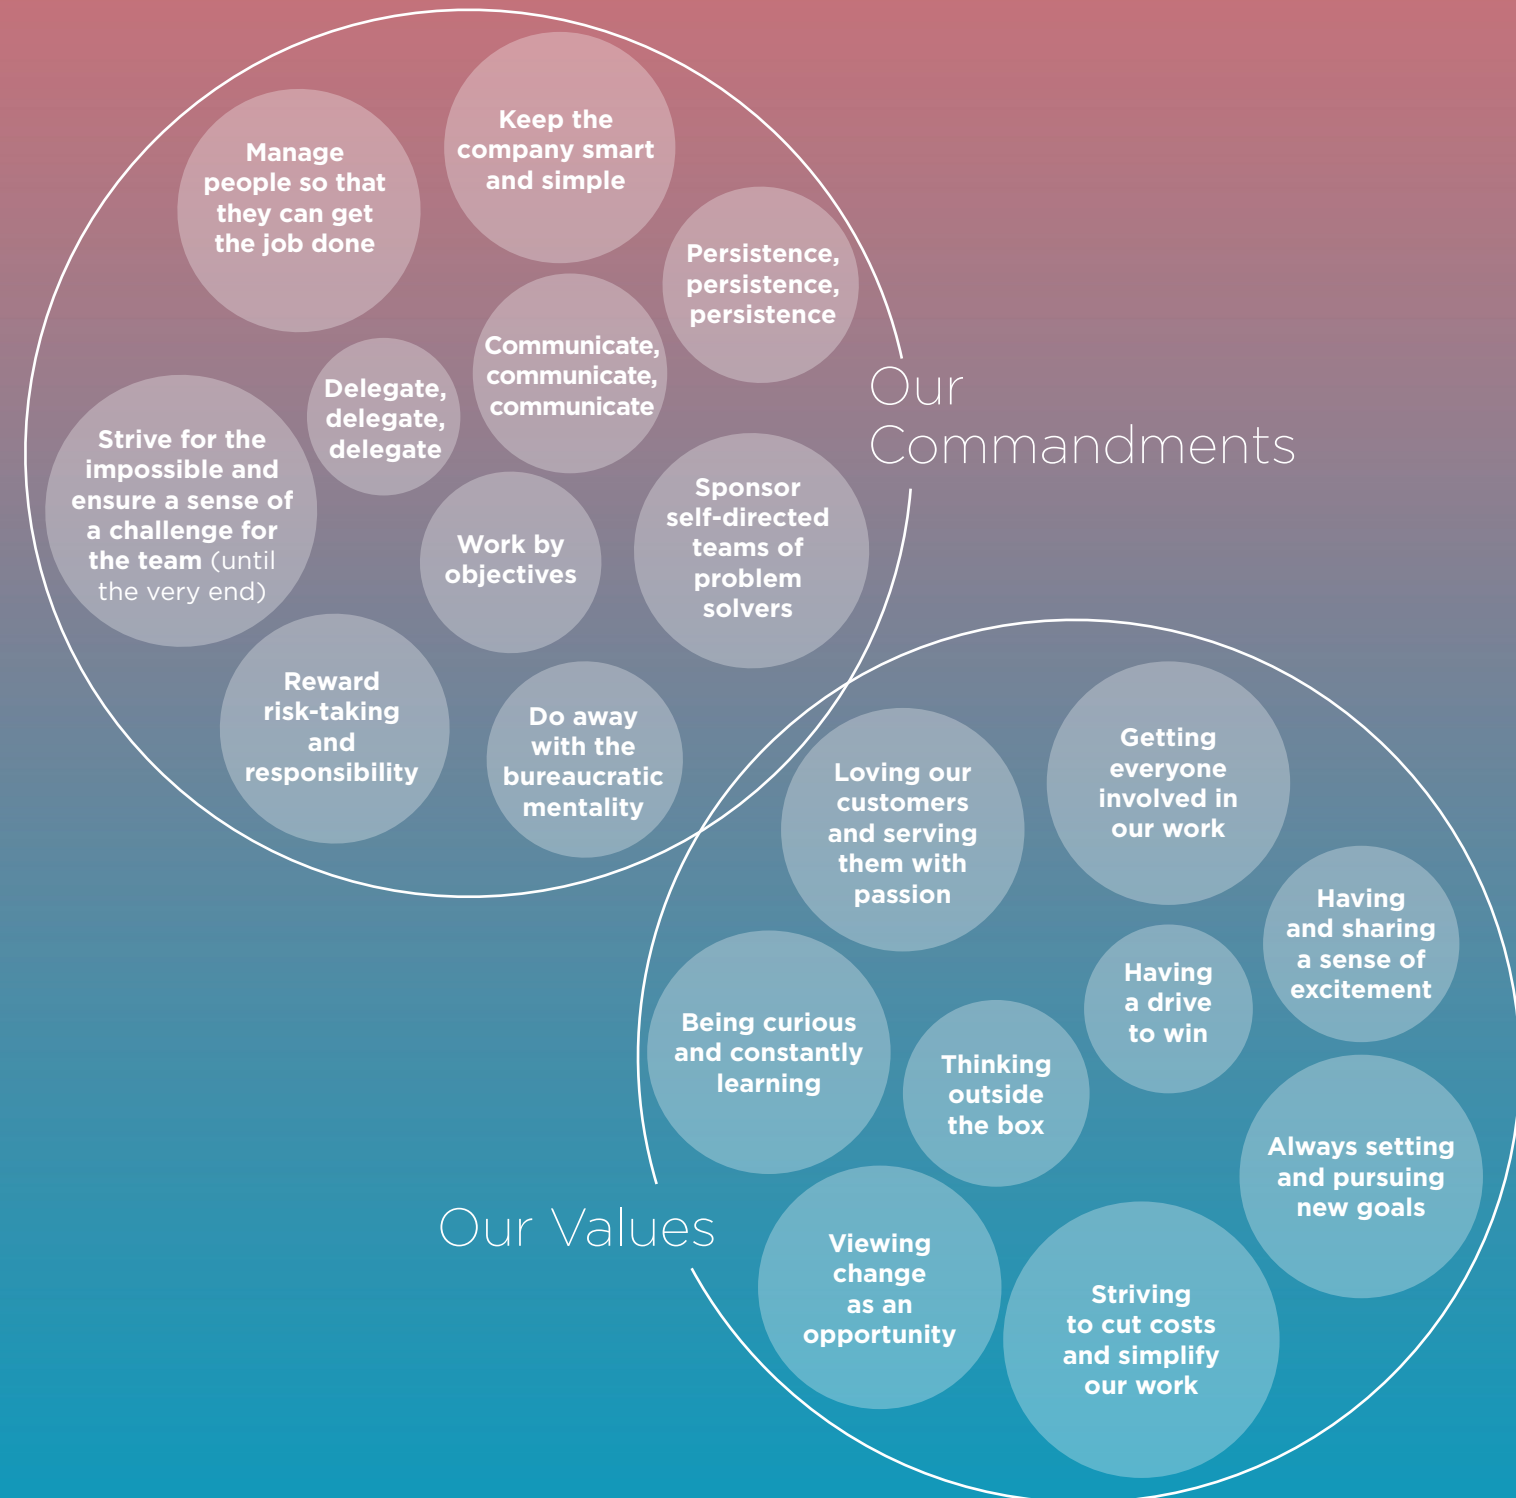 Keep the
company smart
and simple
Manage
people so that
they can get
the job done
Persistence,
persistence,
persistence
Communicate,
communicate,
communicate
Delegate,
delegate,
delegate
Our
Commandments
Strive for the
impossible and
ensure a sense of
a challenge for
the team (until
the very end)
Work by
objectives
Sponsor
self-directed
teams of
problem
solvers
Reward
risk-taking
and
responsibility
Do away
with the
bureaucratic
mentality
Loving our
customers
and serving
them with
passion
Getting
everyone
involved in
our work
Having
and sharing
a sense of
excitement
Having
a drive
to win
Being curious
and constantly
learning
Thinking
outside
the box
Always setting
and pursuing
new goals
Our Values
Viewing
change
as an
opportunity
Striving
to cut costs
and simplify
our work